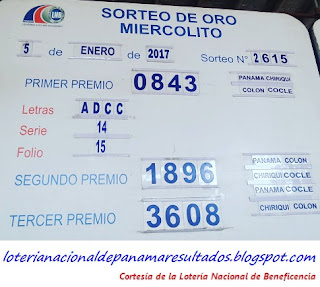 SORTEO DE ORO
MIERCOLITO
5 de ENERO de 2017 Sorteo N° 2615
PRIMER PREMIO 0843
PANAMA CHIRIQUI
COLON COCLE
Letras A D C C
Serie 14
Folio 15
SEGUNDO PREMIO 1896
PANAMA COLON
CHIRIQUI COCLE
TERCER PREMIO 3608
PANAMA COCLE
CHIRIQUI COLON
loterianacionaldepanamaresultados.blogspot.com
Cortesía de la Lotería Nacional de Beneficencia